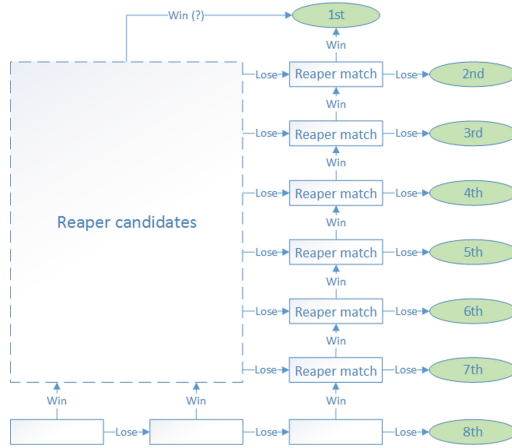 Win (?)
1st
Win
Lose
Reaper match
Lose
2nd
Win
Lose
Reaper match
Lose
3rd
Win
Lose
Reaper match
Lose
4th
Win
Reaper candidates
Lose
Reaper match
Lose
5th
Win
Lose
Reaper match
Lose
6th
Win
Lose
Reaper match
Lose
7th
Win
Win
Win
Lose
Lose
Lose
8th